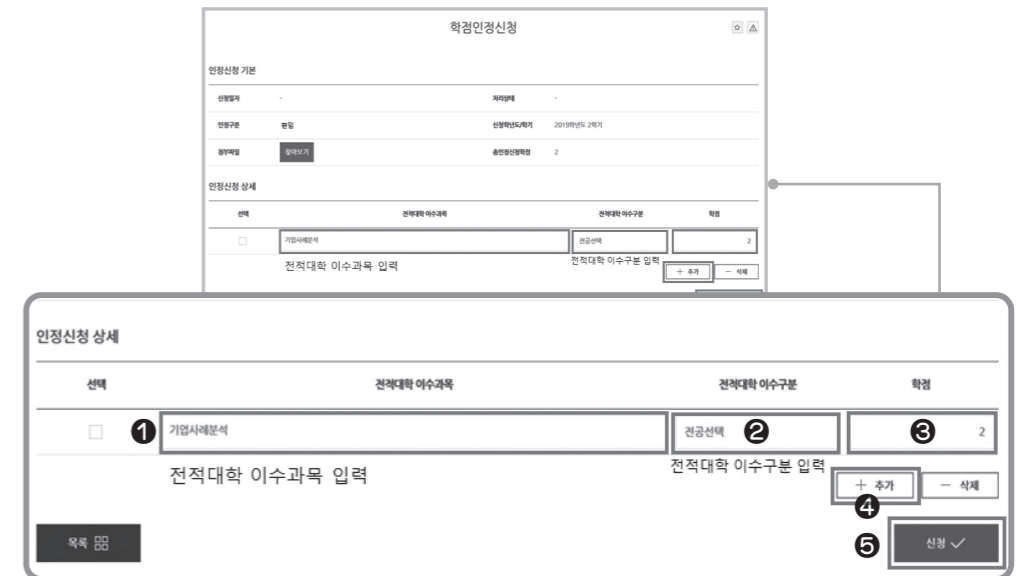 학점인정신청
인정신청 기본
신청일자 - 처리상태 -
인정구분 편입 신청학년도/학기 2019학년도 2학기
첨부파일 찾아보기 총인정신청학점 2
인정신청 상세
선택 전적대학 이수과목 전적대학 이수구분 학점
기업사례분석 전공선택 2
전적대학 이수과목 입력 전적대학 이수구분 입력
+ 추가 - 삭제
인정신청 상세
선택 전적대학 이수과목 전적대학 이수구분 학점
❶ 기업사례분석 전공선택 ❷ ❸ 2
전적대학 이수과목 입력 전적대학 이수구분 입력
+ 추가 - 삭제
❹
목록 ❺ 신청